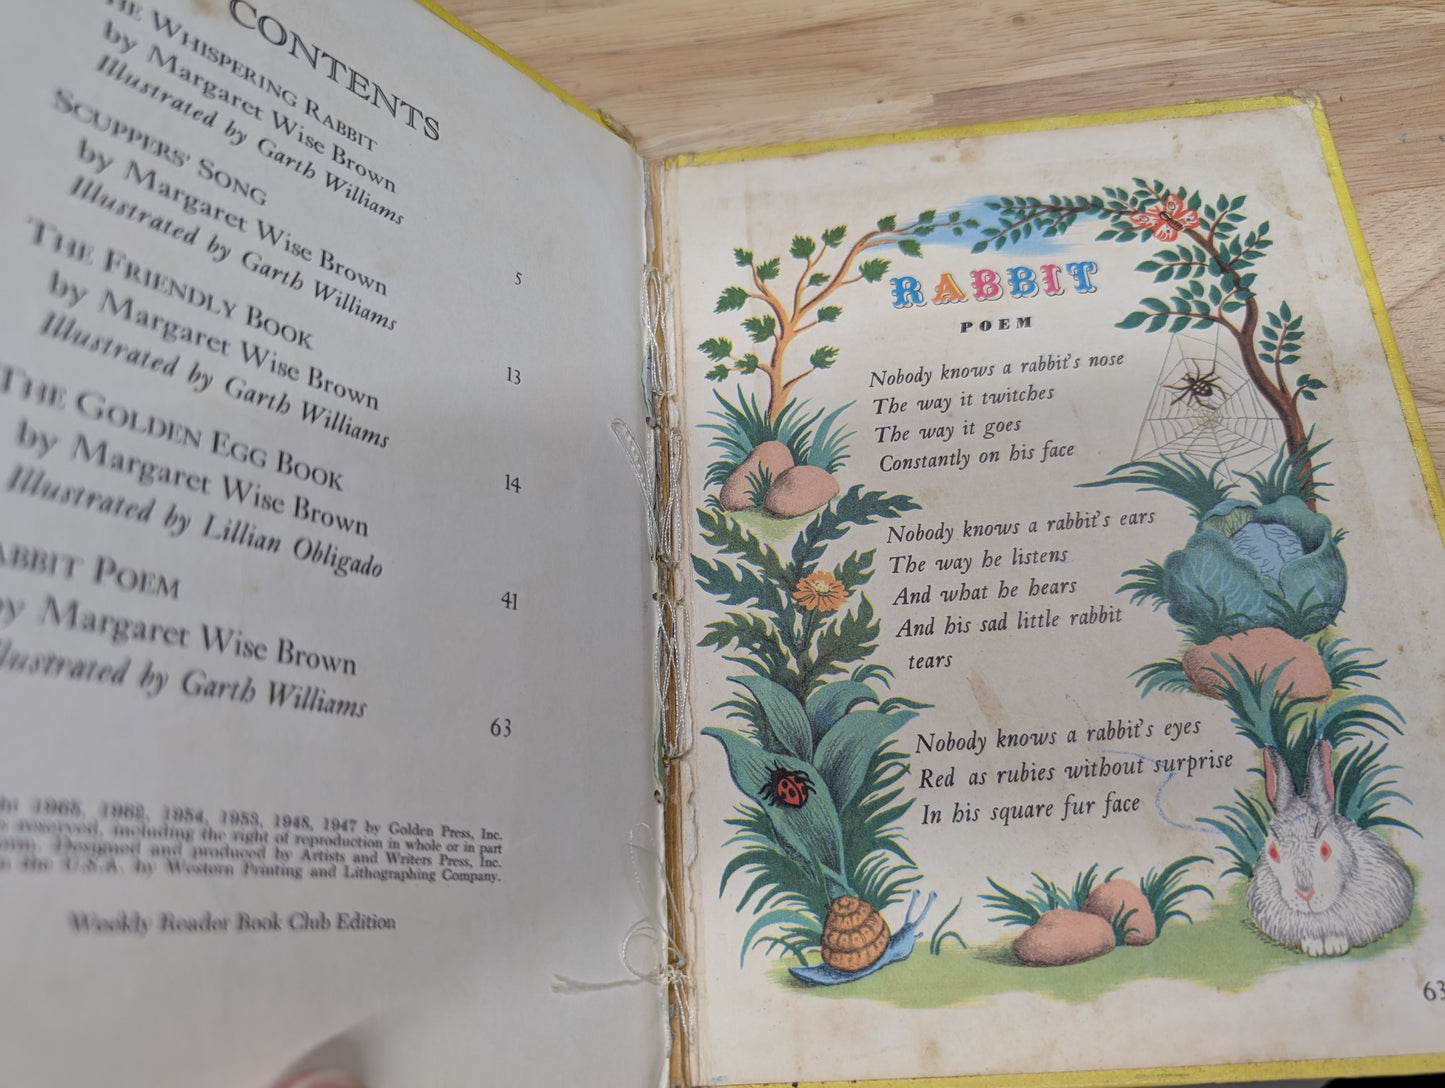 CONTENTS
THE WHISPERING RABBIT
by Margaret Wise Brown
Illustrated by Garth Williams
5
SCUPPERS' SONG
by Margaret Wise Brown
Illustrated by Garth Williams
13
THE FRIENDLY BOOK
by Margaret Wise Brown
Illustrated by Garth Williams
14
THE GOLDEN EGG BOOK
by Margaret Wise Brown
Illustrated by Lillian Obligado
41
RABBIT POEM
by Margaret Wise Brown
Illustrated by Garth Williams
63
1965, 1962, 1954, 1953, 1948, 1947 by Golden Press, Inc.
reserved, including the right of reproduction in whole or in part
form. Designed and produced by Artists and Writers Press, Inc.
in the U.S.A. by Western Printing and Lithographing Company.
Weekly Reader Book Club Edition
RABBIT
POEM
Nobody knows a rabbit's nose
The way it twitches
The way it goes
Constantly on his face
Nobody knows a rabbit's ears
The way he listens
And what he hears
And his sad little rabbit
tears
Nobody knows a rabbit's eyes
Red as rubies without surprise
In his square fur face
63